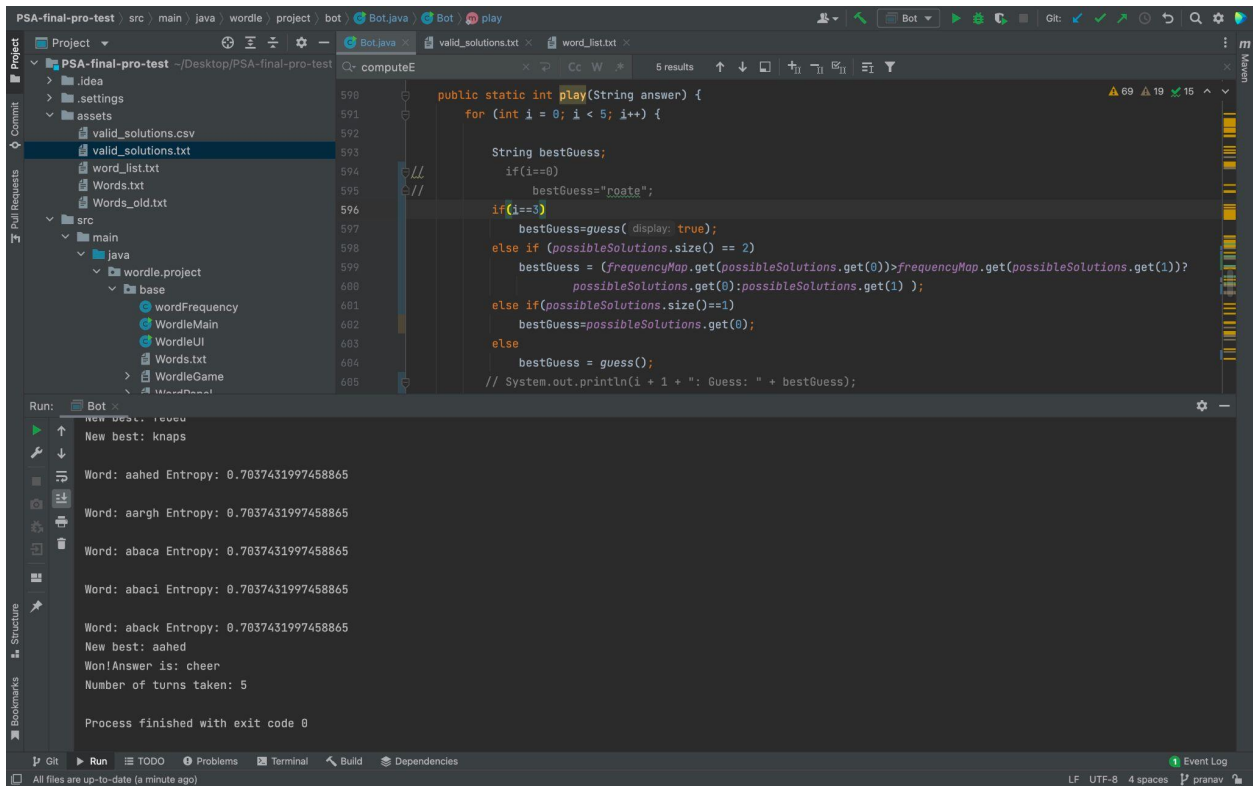 PSA-final-pro-test 〉 src 〉 main 〉 java 〉 wordle 〉 project 〉 bot 〉 Bot.java 〉 Bot 〉 play
Bot
Git:
Project
Bot.java
valid_solutions.txt
word_list.txt
PSA-final-pro-test ~/Desktop/PSA-final-pro-test
computeE
Cc W .*
5 results
.idea
.settings
assets
valid_solutions.csv
valid_solutions.txt
word_list.txt
Words.txt
Words_old.txt
src
main
java
wordle.project
base
wordFrequency
WordleMain
WordleUI
Words.txt
WordleGame
WordPanel
69 19 15
590 public static int play(String answer) {
591 for (int i = 0; i < 5; i++) {
592
593 String bestGuess;
594 // if(i==0)
595 // bestGuess="roate";
596 if(i==3)
597 bestGuess=guess( display: true);
598 else if (possibleSolutions.size() == 2)
599 bestGuess = (frequencyMap.get(possibleSolutions.get(0))>frequencyMap.get(possibleSolutions.get(1))?
600 possibleSolutions.get(0):possibleSolutions.get(1) );
601 else if(possibleSolutions.size()==1)
602 bestGuess=possibleSolutions.get(0);
603 else
604 bestGuess = guess();
605 // System.out.println(i + 1 + ": Guess: " + bestGuess);
Run: Bot
New best: knaps
Word: aahed Entropy: 0.7037431997458865
Word: aargh Entropy: 0.7037431997458865
Word: abaca Entropy: 0.7037431997458865
Word: abaci Entropy: 0.7037431997458865
Word: aback Entropy: 0.7037431997458865
New best: aahed
Won!Answer is: cheer
Number of turns taken: 5
Process finished with exit code 0
Project
Commit
Pull Requests
Structure
Bookmarks
m
Maven
Git
Run
TODO
Problems
Terminal
Build
Dependencies
1 Event Log
All files are up-to-date (a minute ago)
LF UTF-8 4 spaces pranav